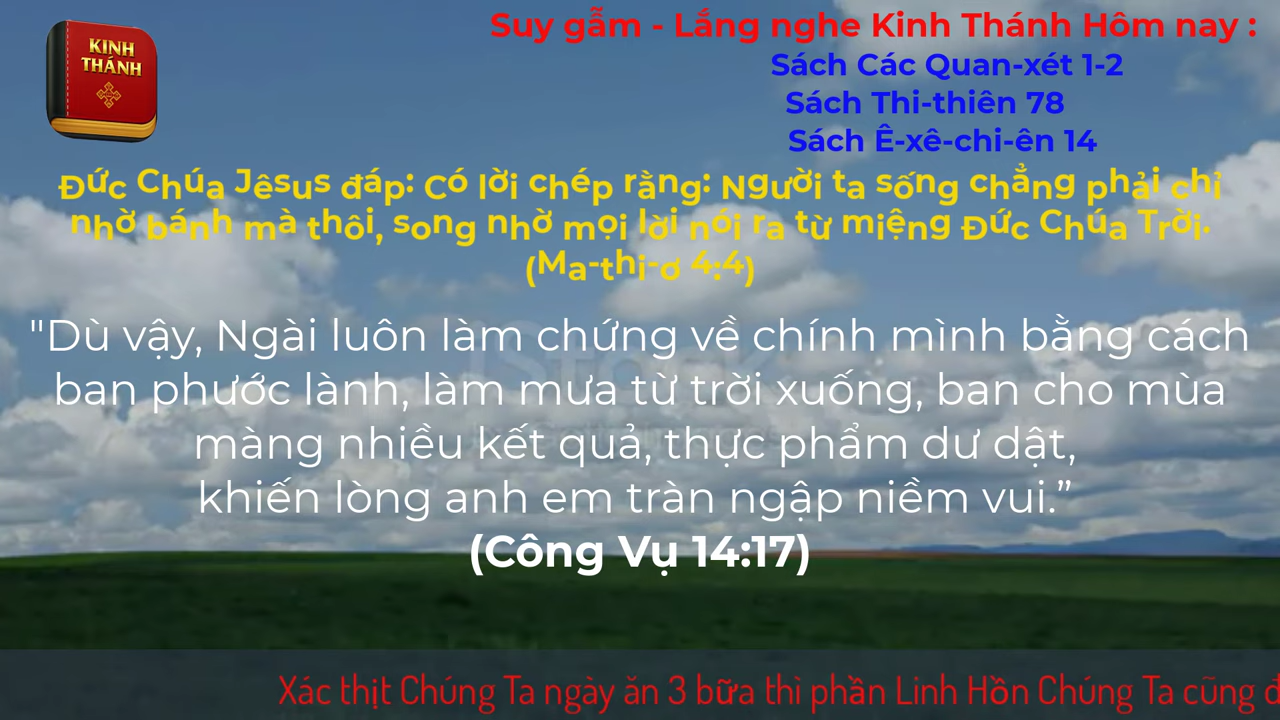 KINH
THÁNH
Suy gẫm - Lắng nghe Kinh Thánh Hôm nay :
Sách Các Quan-xét 1-2
Sách Thi-thiên 78
Sách Ê-xê-chi-ên 14
Đức Chúa Jêsus đáp: Có lời chép rằng: Người ta sống chẳng phải chỉ
nhờ bánh mà thôi, song nhờ mọi lời nói ra từ miệng Đức Chúa Trời.
(Ma-thi-ơ 4:4)
"Dù vậy, Ngài luôn làm chứng về chính mình bằng cách
ban phước lành, làm mưa từ trời xuống, ban cho mùa
màng nhiều kết quả, thực phẩm dư dật,
khiến lòng anh em tràn ngập niềm vui.”
(Công Vụ 14:17)
Xác thịt Chúng Ta ngày ăn 3 bữa thì phần Linh Hồn Chúng Ta cũng